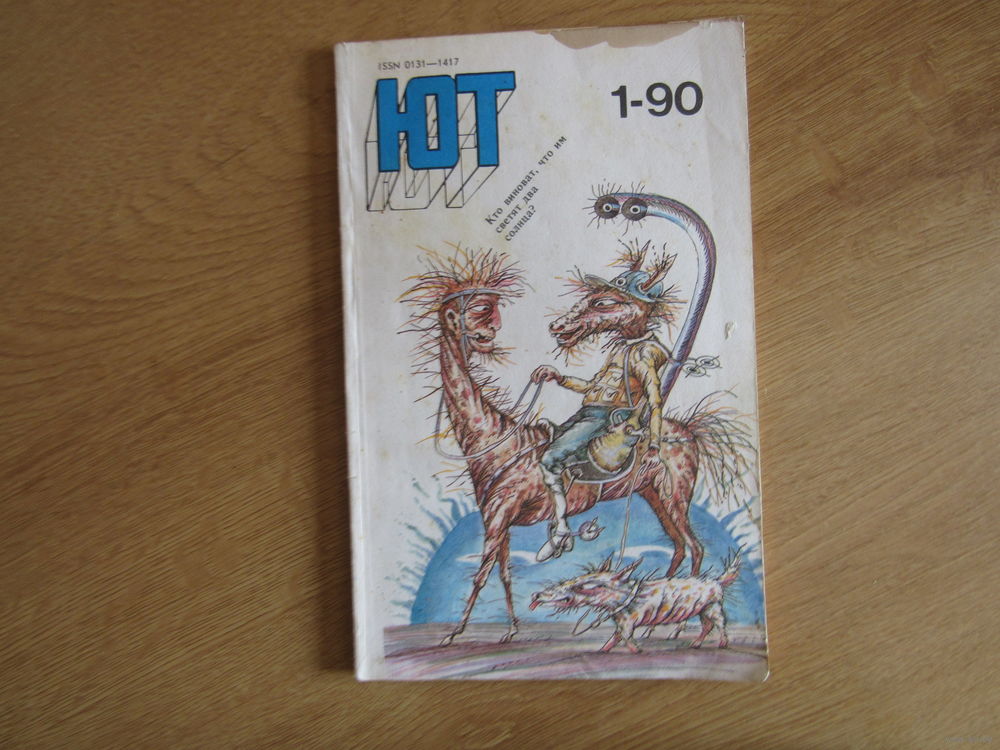 ISSN 0131—1417
ЮТ
1-90
Кто виноват, что им
светят два
солнца?